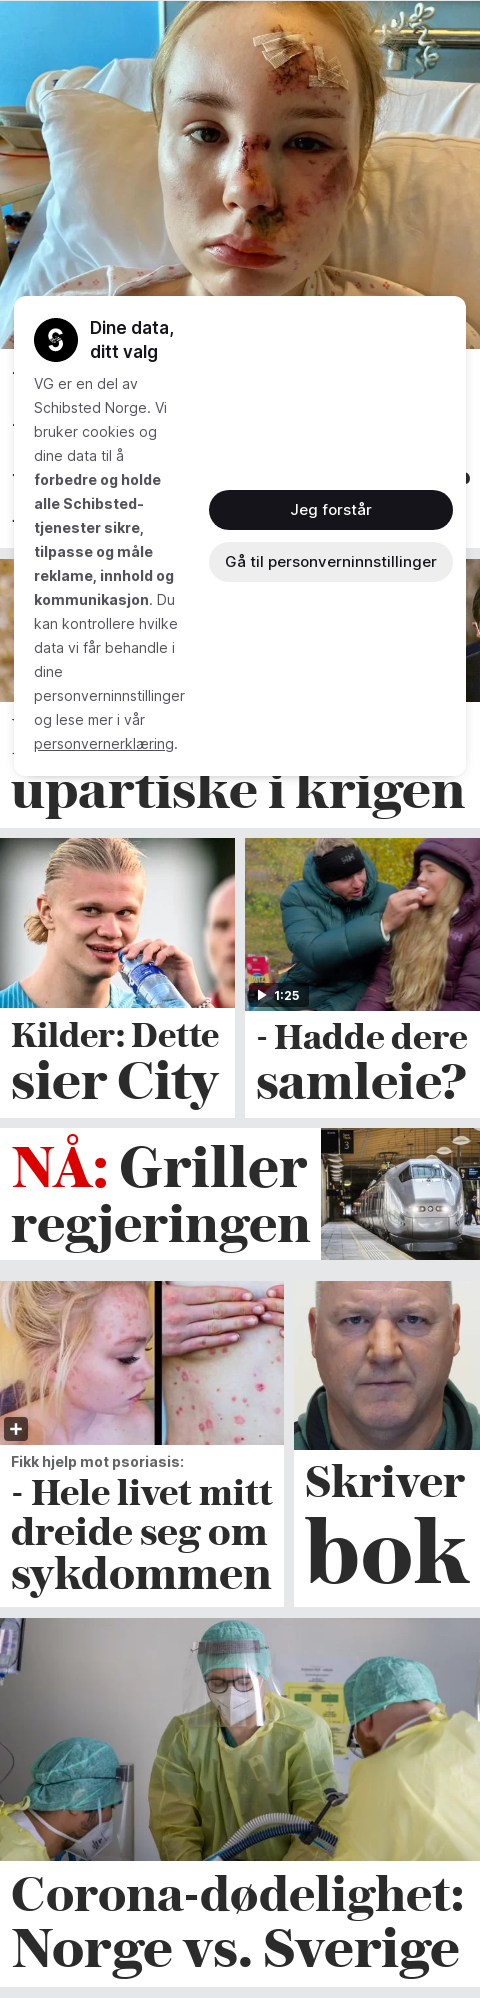 Dine data,
ditt valg
VG er en del av
Schibsted Norge. Vi
bruker cookies og
dine data til å
forbedre og holde
alle Schibsted-
tjenester sikre,
tilpasse og måle
reklame, innhold og
kommunikasjon. Du
kan kontrollere hvilke
data vi får behandle i
dine
personverninnstillinger
og lese mer i vår
personvernerklæring.
Jeg forstår
Gå til personverninnstillinger
upartiske i krigen
1:25
Kilder: Dette
sier City
- Hadde dere
samleie?
NÅ: Griller
regjeringen
3
Fikk hjelp mot psoriasis:
- Hele livet mitt
dreide seg om
sykdommen
Skriver
bok
Corona-dødelighet:
Norge vs. Sverige